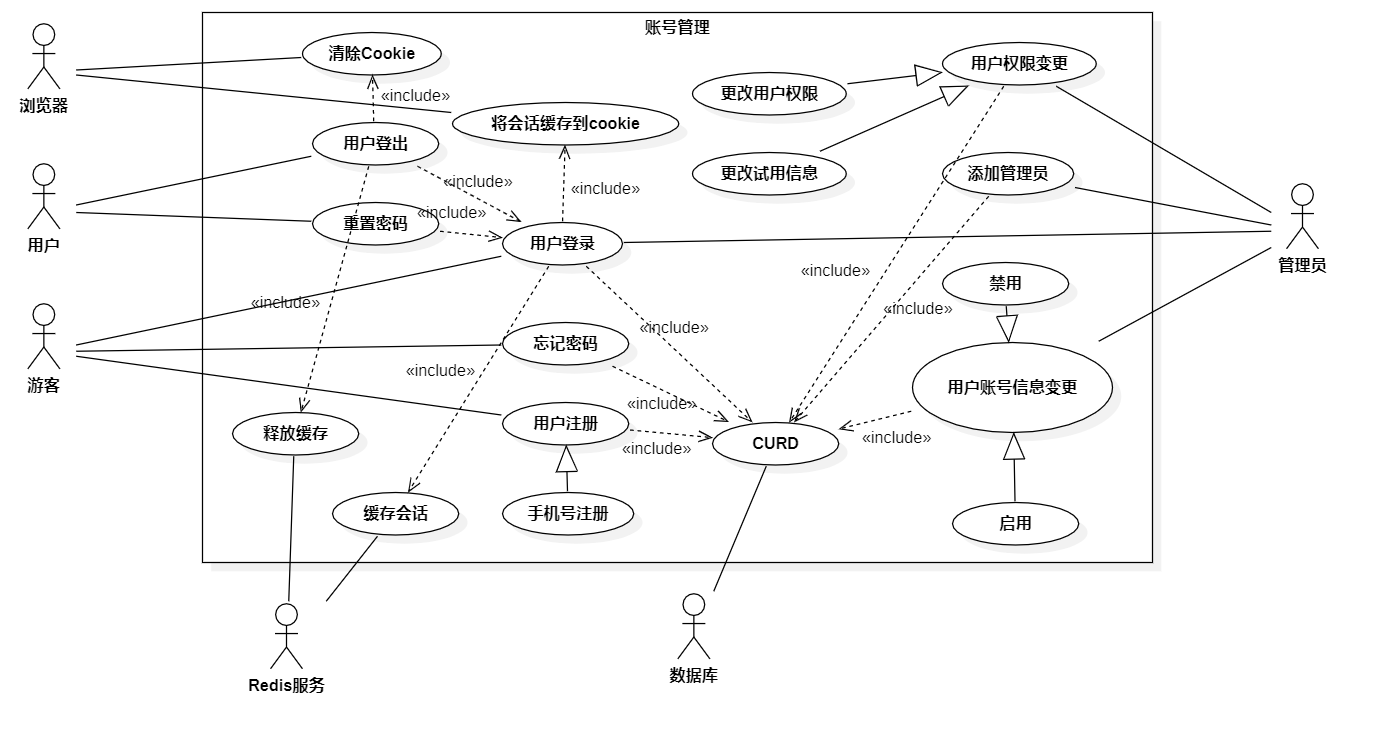 账号管理
浏览器
清除Cookie
«include»
将会话缓存到cookie
用户登出
更改用户权限
用户权限变更
更改试用信息
添加管理员
«include»
«include»
用户
重置密码
«include»
用户登录
管理员
«include»
禁用
«include»
«include»
«include»
游客
忘记密码
«include»
用户账号信息变更
«include»
用户注册
释放缓存
«include»
CURD
«include»
缓存会话
手机号注册
启用
Redis服务
数据库